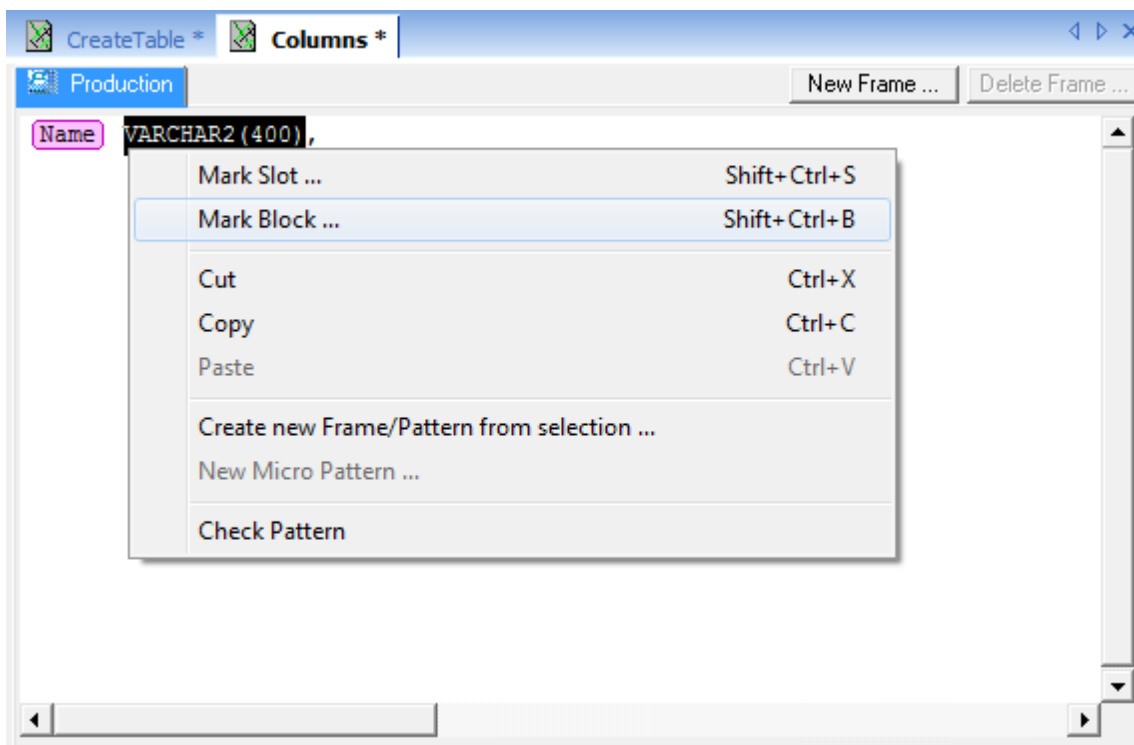 CreateTable * Columns *
Production New Frame ... Delete Frame ...
Name VARCHAR2(400),
Mark Slot ... Shift+Ctrl+S
Mark Block ... Shift+Ctrl+B
Cut Ctrl+X
Copy Ctrl+C
Paste Ctrl+V
Create new Frame/Pattern from selection ...
New Micro Pattern ...
Check Pattern